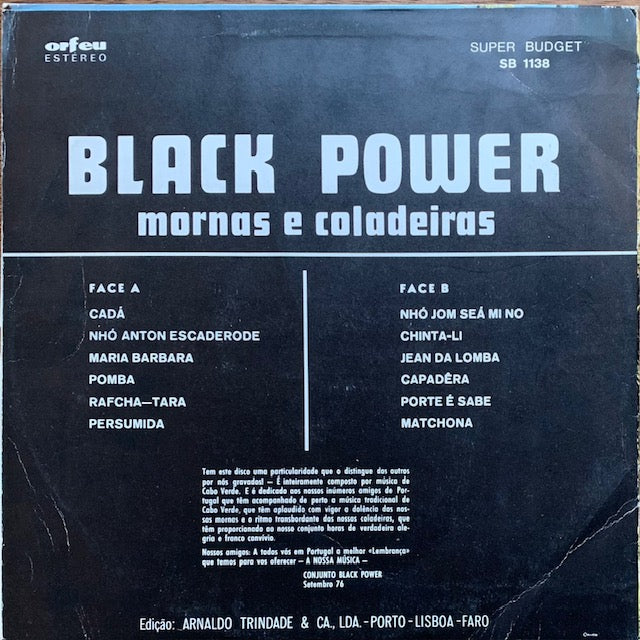 orfeu
ESTÉREO
SUPER BUDGET
SB 1138
BLACK POWER
mornas e coladeiras
FACE A
CADÁ
NHÓ ANTON ESCADERODE
MARIA BARBARA
POMBA
RAFCHA—TARA
PERSUMIDA
FACE B
NHÓ JOM SEÁ MI NO
CHINTA-LI
JEAN DA LOMBA
CAPADÊRA
PORTE É SABE
MATCHONA
Tem este disco uma particularidade que o distingue dos outros
por nós gravados! — É inteiramente composto por música de
Cabo Verde. E é dedicado aos nossos inúmeros amigos de Por-
tugal que têm acompanhado de perto a música tradicional de
Cabo Verde, que têm aplaudido com vigor a dolência das nos-
sas mornas e o ritmo transbordante das nossas coladeiras, que
têm proporcionado ao nosso conjunto horas de verdadeira ale-
gria e franco convívio.
Nossos amigos: A todos vós em Portugal a melhor «Lembrança»
que temos para vos oferecer — A NOSSA MÚSICA —
CONJUNTO BLACK POWER
Setembro 76
Edição: ARNALDO TRINDADE & CA., LDA.-PORTO-LISBOA-FARO